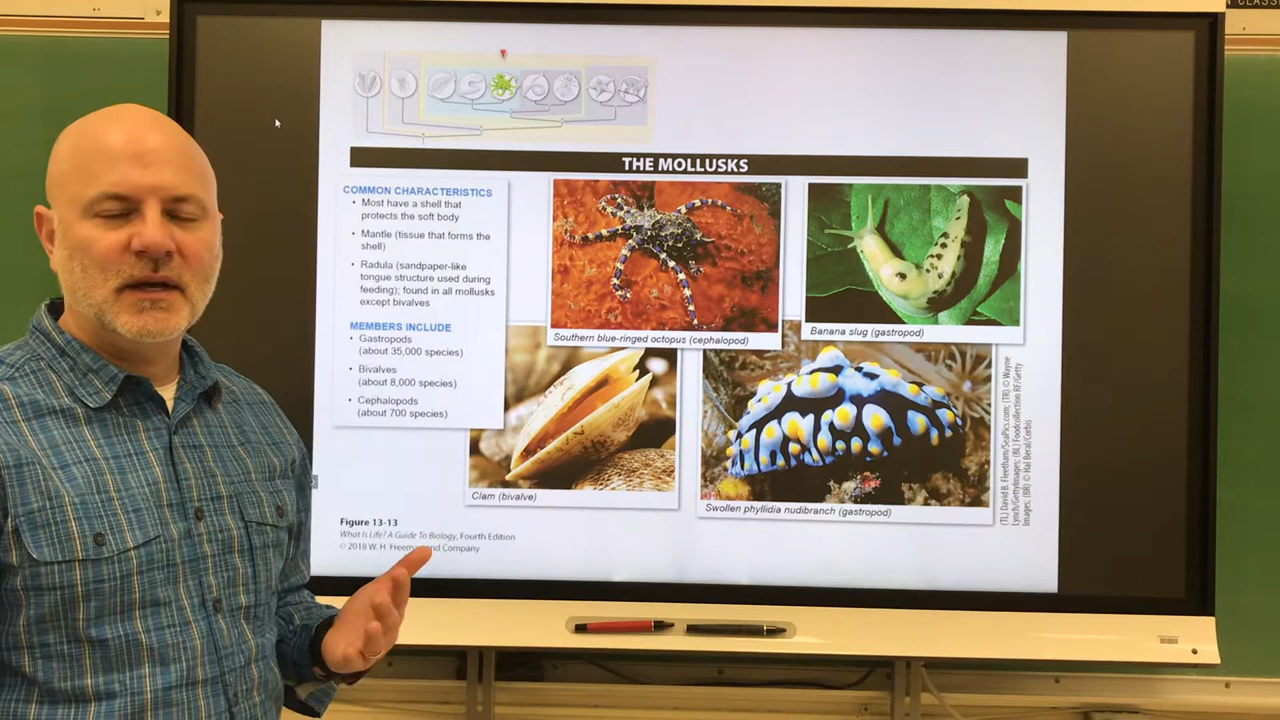 CLASS
THE MOLLUSKS
COMMON CHARACTERISTICS
• Most have a shell that
protects the soft body
• Mantle (tissue that forms the
shell)
• Radula (sandpaper-like
tongue structure used during
feeding); found in all mollusks
except bivalves
MEMBERS INCLUDE
• Gastropods
(about 35,000 species)
• Bivalves
(about 8,000 species)
• Cephalopods
(about 700 species)
Southern blue-ringed octopus (cephalopod)
Banana slug (gastropod)
Clam (bivalve)
Swollen phyllidia nudibranch (gastropod)
(TL) David B. Fleetham/SeaPics.com; (TR) © Wayne
Lynch/GettyImages; (BL) Foodcollection RF/Getty
Images; (BR) © Hal Beral/Corbis
Figure 13-13
What Is Life? A Guide To Biology, Fourth Edition
© 2018 W. H. Freeman and Company